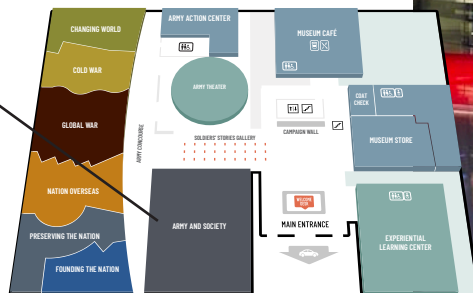 CHANGING WORLD
COLD WAR
GLOBAL WAR
NATION OVERSEAS
PRESERVING THE NATION
FOUNDING THE NATION
ARMY CONCOURSE
ARMY ACTION CENTER
ARMY THEATER
SOLDIERS' STORIES GALLERY
ARMY AND SOCIETY
MUSEUM CAFÉ
CAMPAIGN WALL
COAT
CHECK
MUSEUM STORE
WELCOME
DESK
MAIN ENTRANCE
EXPERIENTIAL
LEARNING CENTER